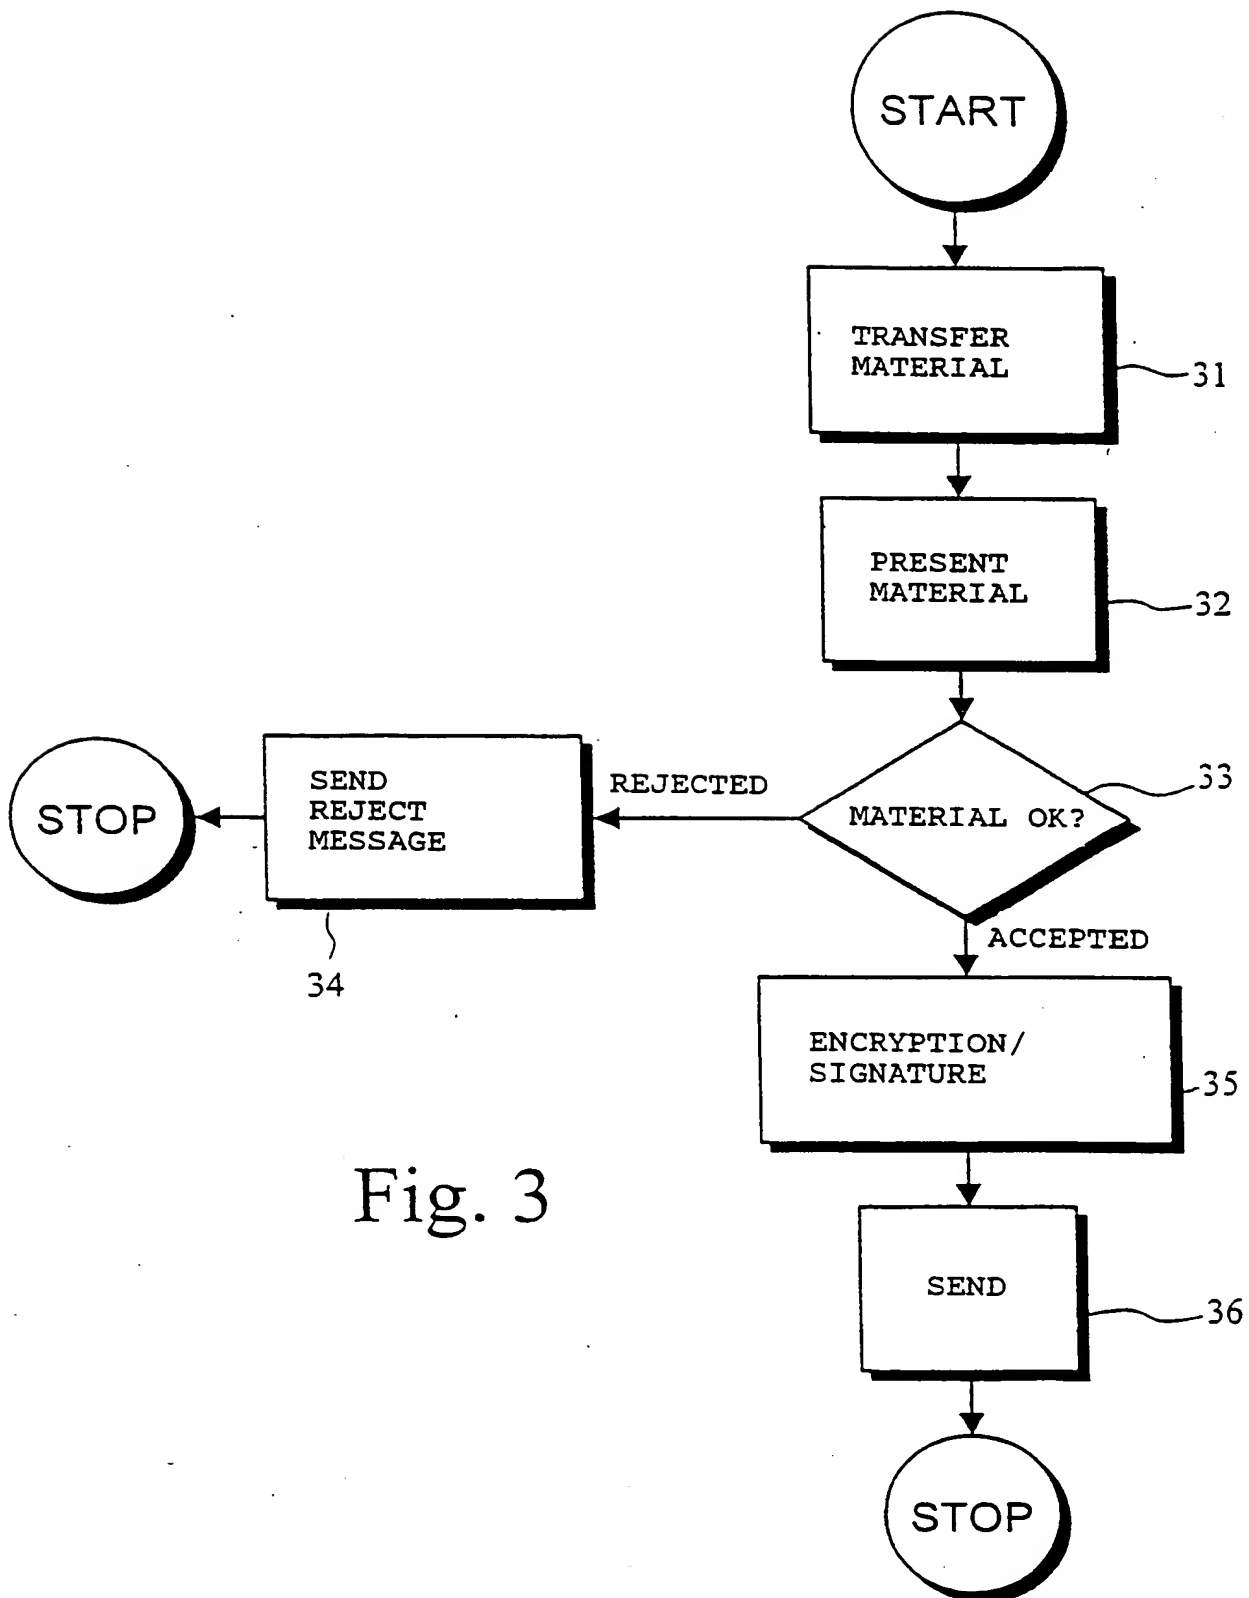 START
TRANSFER
MATERIAL
31
PRESENT
MATERIAL
32
MATERIAL OK?
33
REJECTED
SEND
REJECT
MESSAGE
34
STOP
ACCEPTED
ENCRYPTION/
SIGNATURE
35
SEND
36
STOP
Fig. 3